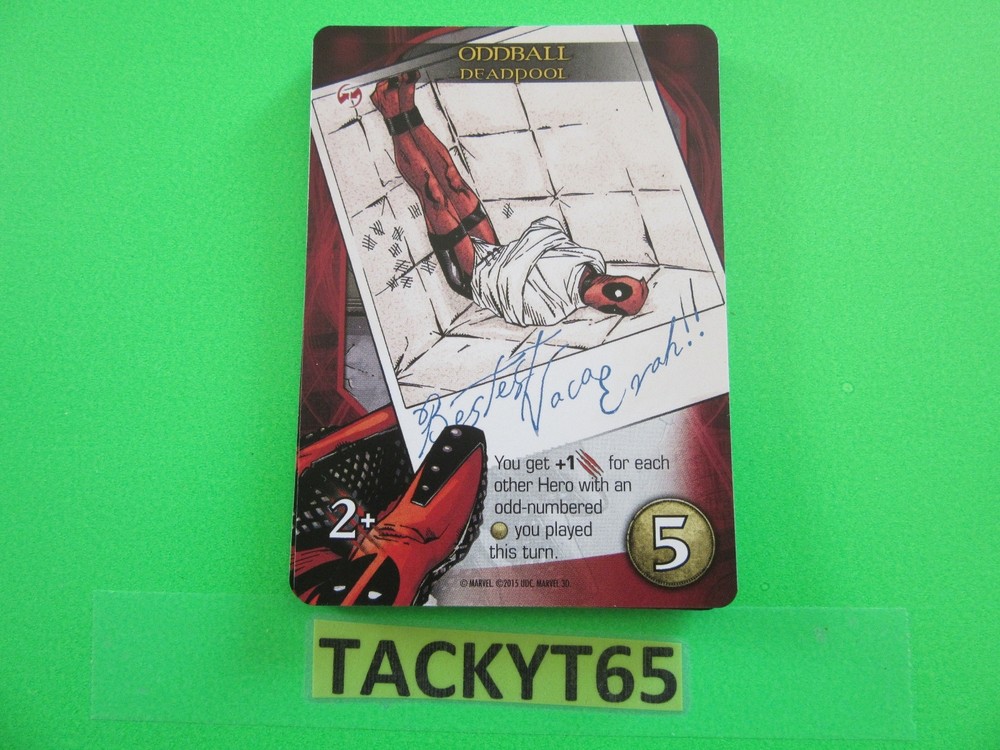 ODDBALL
DEADPOOL
Bestest Vacae Evah!!
You get +1 for each
other Hero with an
odd-numbered
you played
this turn.
2+
5
© MARVEL. ©2015 UDC. MARVEL 3D.
TACKYT65